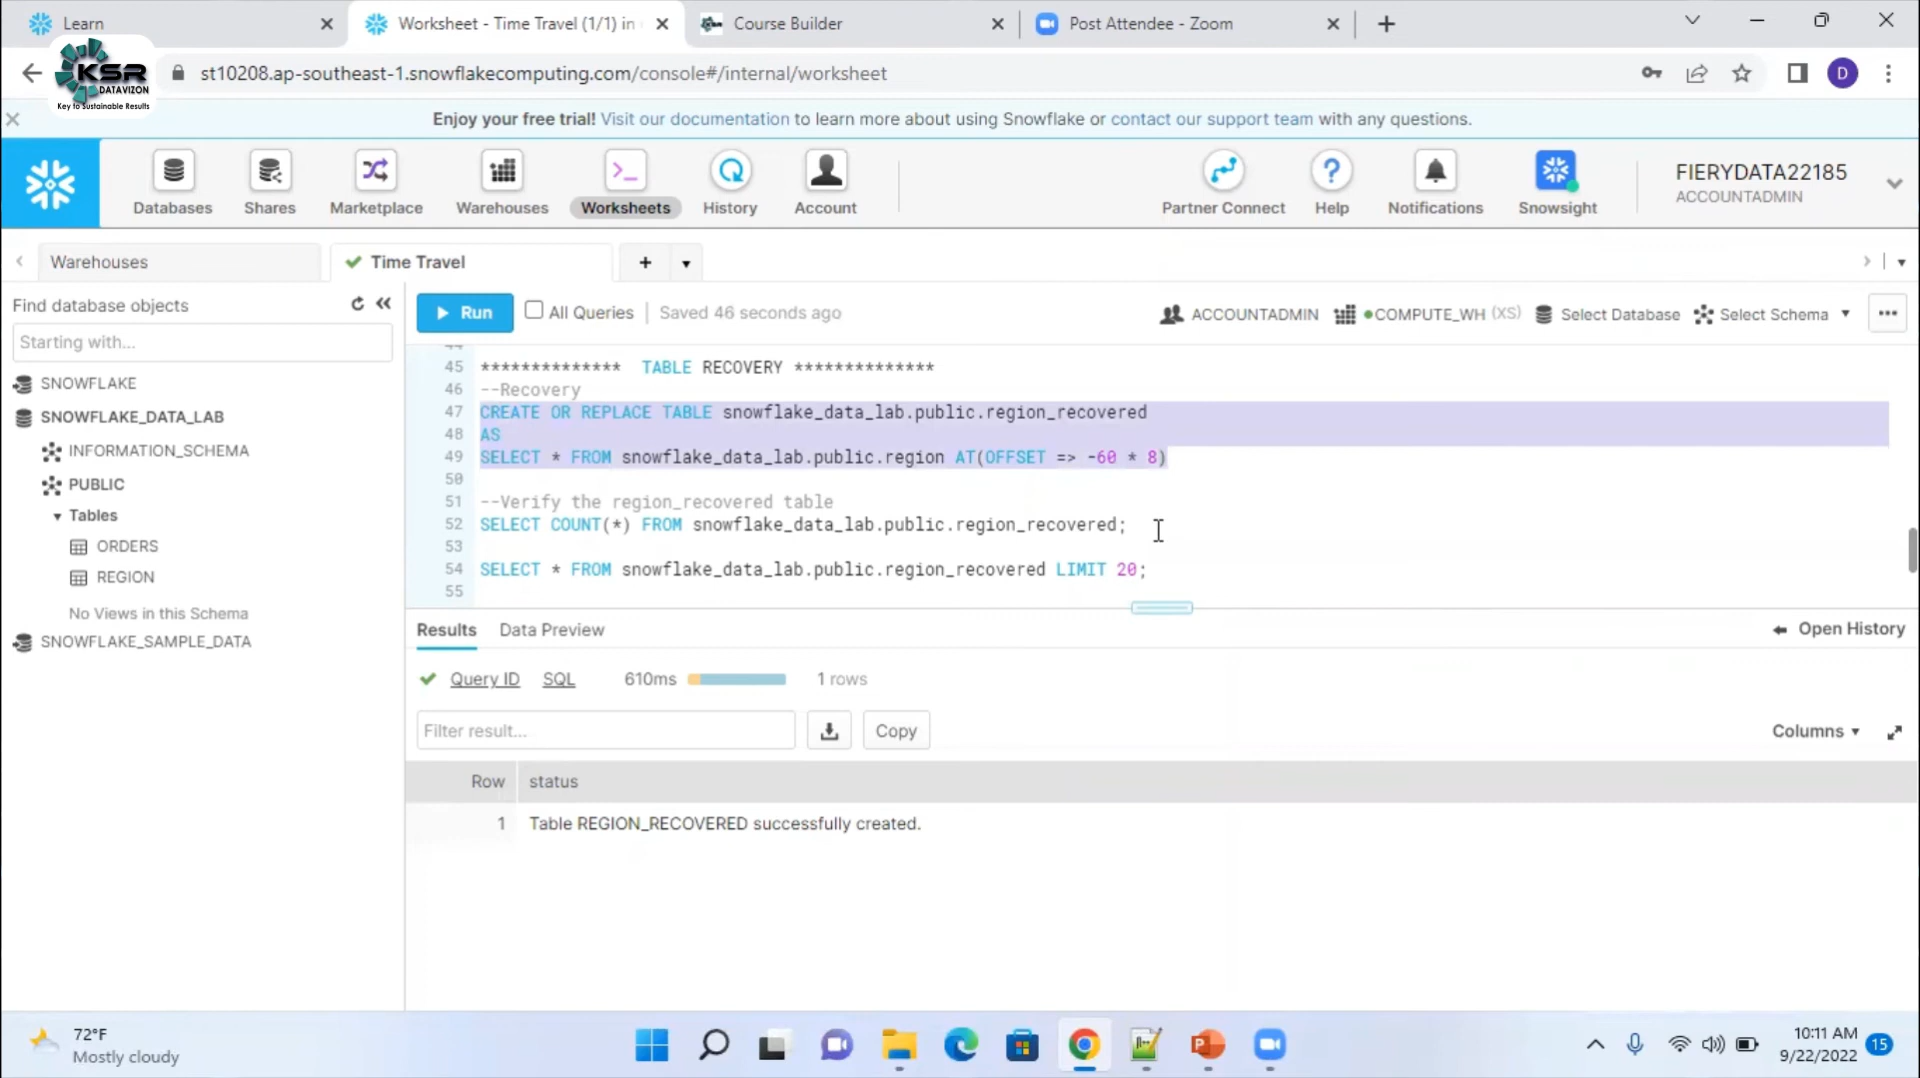 Learn
Worksheet - Time Travel (1/1) in
Course Builder
Post Attendee - Zoom
KSR
DATAVIZON
Key to Sustainable Results
st10208.ap-southeast-1.snowflakecomputing.com/console#/internal/worksheet
D
Enjoy your free trial! Visit our documentation to learn more about using Snowflake or contact our support team with any questions.
Databases
Shares
Marketplace
Warehouses
Worksheets
History
Account
Partner Connect
Help
Notifications
Snowsight
FIERYDATA22185
ACCOUNTADMIN
Warehouses
Time Travel
Find database objects
Starting with...
SNOWFLAKE
SNOWFLAKE_DATA_LAB
INFORMATION_SCHEMA
PUBLIC
Tables
ORDERS
REGION
No Views in this Schema
SNOWFLAKE_SAMPLE_DATA
Run
All Queries
Saved 46 seconds ago
ACCOUNTADMIN
COMPUTE_WH (XS)
Select Database
Select Schema
44
45 ************** TABLE RECOVERY **************
46 --Recovery
47 CREATE OR REPLACE TABLE snowflake_data_lab.public.region_recovered
48 AS
49 SELECT * FROM snowflake_data_lab.public.region AT(OFFSET => -60 * 8)
50
51 --Verify the region_recovered table
52 SELECT COUNT(*) FROM snowflake_data_lab.public.region_recovered;
53
54 SELECT * FROM snowflake_data_lab.public.region_recovered LIMIT 20;
55
Results
Data Preview
Open History
Query ID
SQL
610ms
1 rows
Filter result...
Copy
Columns
Row status
1 Table REGION_RECOVERED successfully created.
72°F
Mostly cloudy
10:11 AM
9/22/2022
15